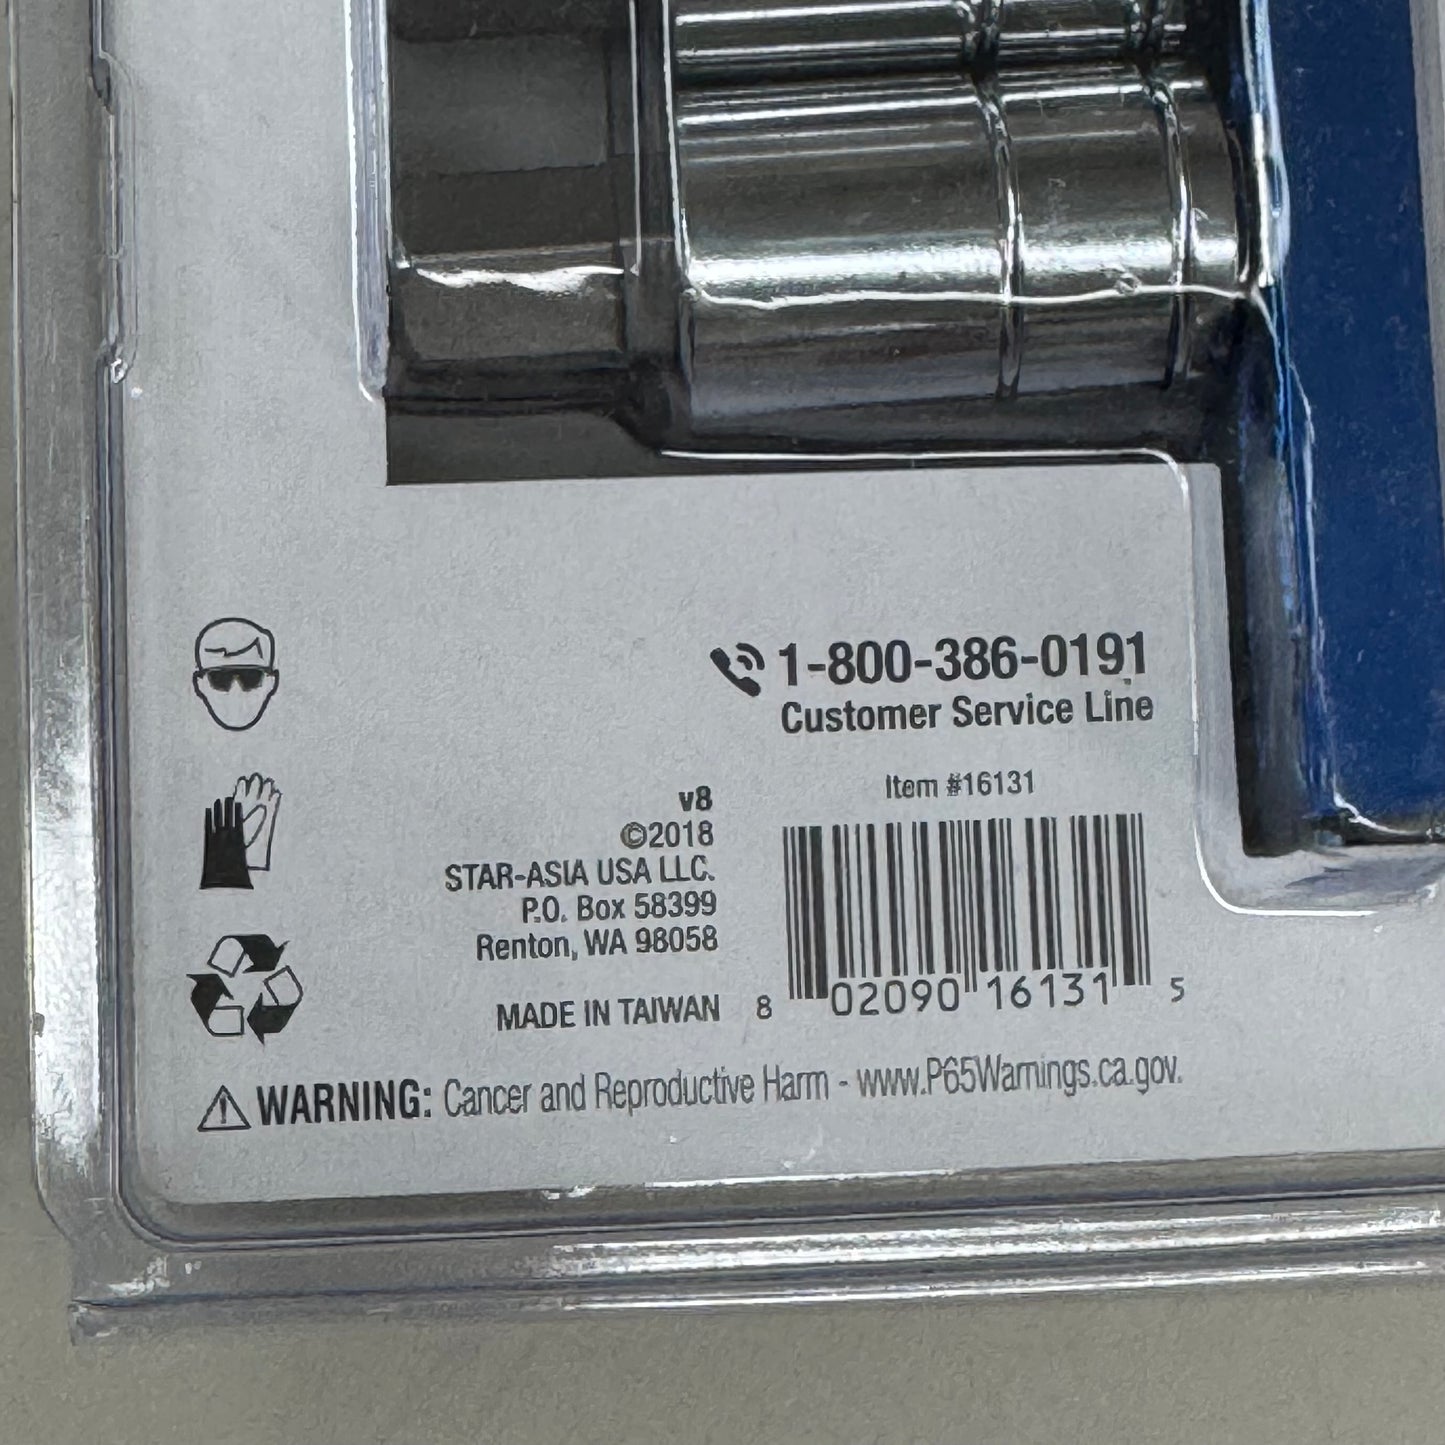 1-800-386-0191
Customer Service Line
Item #16131
v8
©2018
STAR-ASIA USA LLC.
P.O. Box 58399
Renton, WA 98058
MADE IN TAIWAN
8 02090 16131 5
WARNING: Cancer and Reproductive Harm - www.P65Warnings.ca.gov.